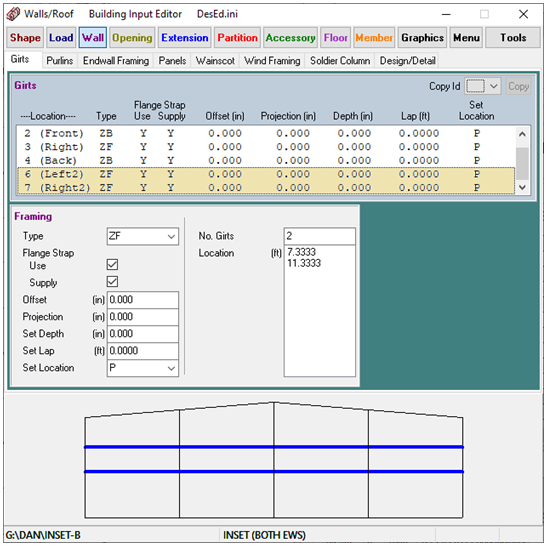 Walls/Roof Building Input Editor DesEd.ini
Shape Load Wall Opening Extension Partition Accessory Floor Member Graphics Menu Tools
Girts Purlins Endwall Framing Panels Wainscot Wind Framing Soldier Column Design/Detail
Girts Copy Id Copy
Flange Strap Set
----Location---- Type Use Supply Offset (in) Projection (in) Depth (in) Lap (ft) Location
2 (Front) ZB Y Y 0.000 0.000 0.000 0.0000 P
3 (Right) ZF Y Y 0.000 0.000 0.000 0.0000 P
4 (Back) ZB Y Y 0.000 0.000 0.000 0.0000 P
6 (Left2) ZF Y Y 0.000 0.000 0.000 0.0000 P
7 (Right2) ZF Y Y 0.000 0.000 0.000 0.0000 P
Framing
Type ZF No. Girts 2
Flange Strap Location (ft) 7.3333
Use 11.3333
Supply
Offset (in) 0.000
Projection (in) 0.000
Set Depth (in) 0.000
Set Lap (ft) 0.0000
Set Location P
G:\DAN\INSET-B INSET (BOTH EWS)